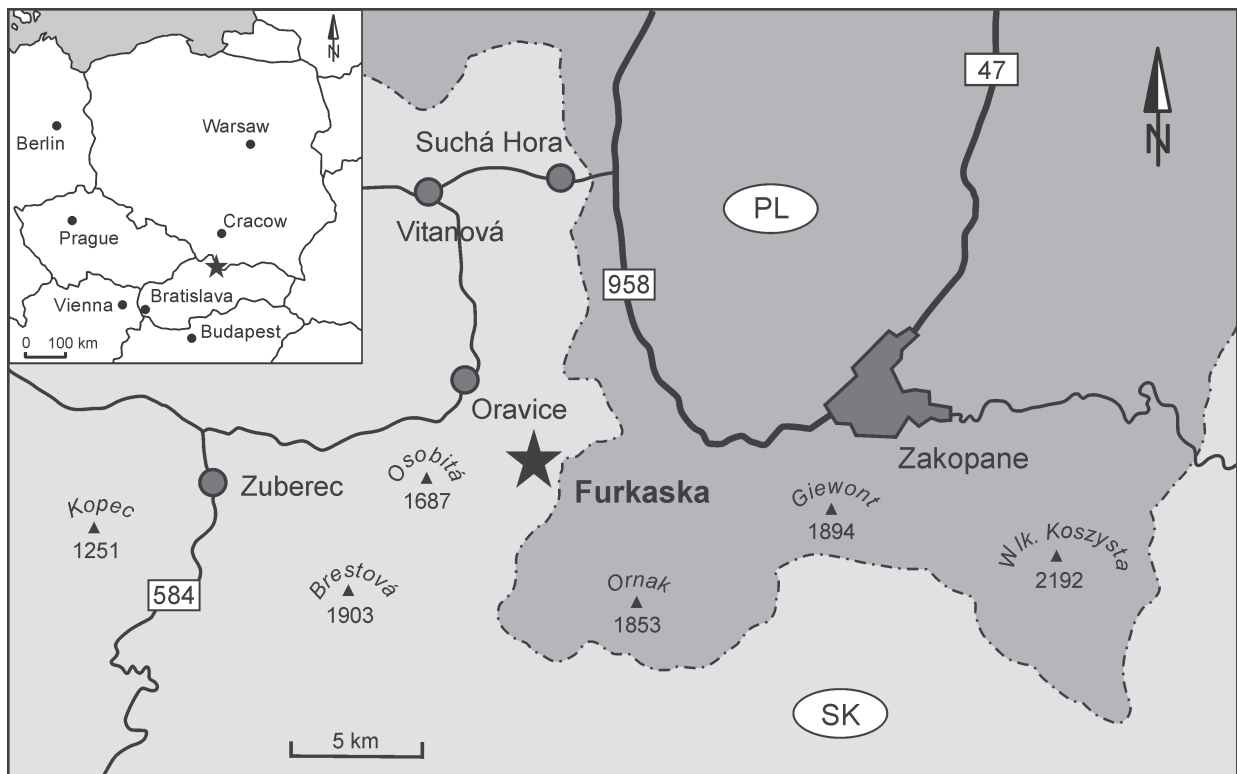 N
Berlin
Warsaw
Prague
Cracow
Vienna
Bratislava
Budapest
0 100 km
47
N
Suchá Hora
PL
Vitanová
958
Oravice
Zakopane
Osobitá
1687
Zuberec
Furkaska
Giewont
1894
Kopec
1251
Wlk. Koszysta
2192
584
Brestová
1903
Ornak
1853
SK
5 km